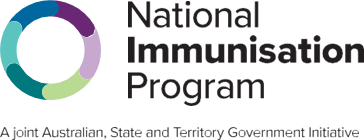 National
Immunisation
Program
A joint Australian, State and Territory Government Initiative